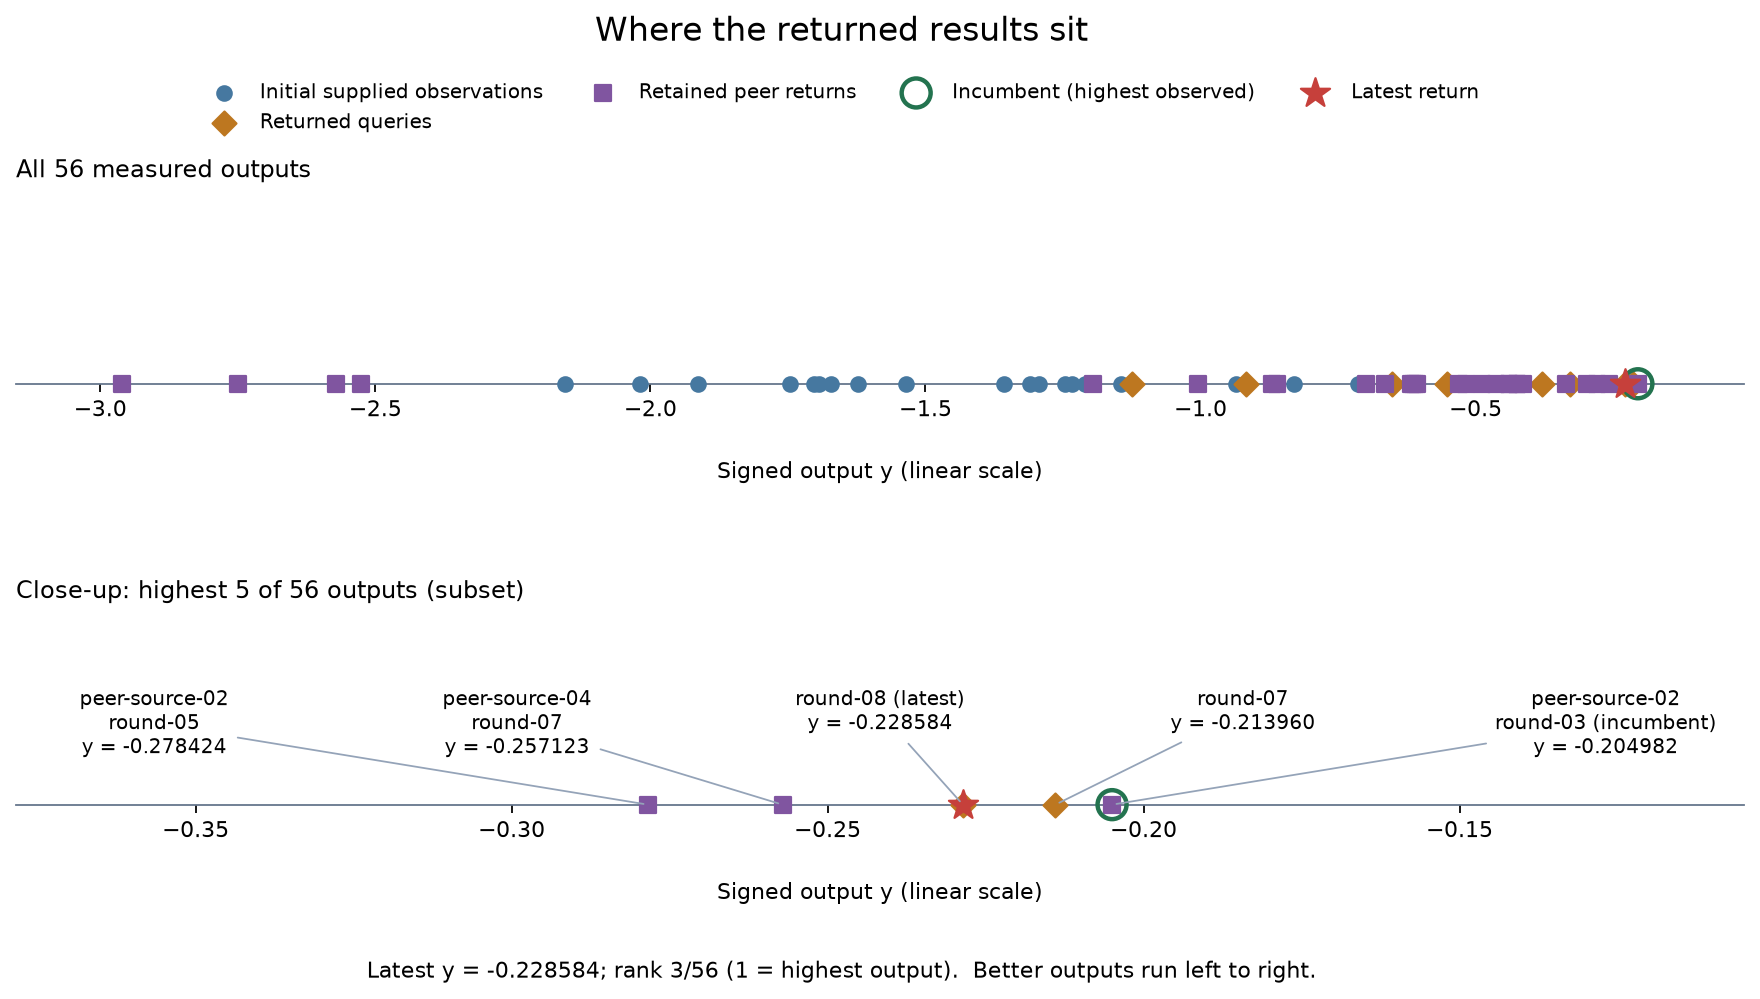 Where the returned results sit
Initial supplied observations
Returned queries
Retained peer returns
Incumbent (highest observed)
Latest return
All 56 measured outputs
−3.0 −2.5 −2.0 −1.5 −1.0 −0.5
Signed output y (linear scale)
Close-up: highest 5 of 56 outputs (subset)
peer-source-02
round-05
y = -0.278424
peer-source-04
round-07
y = -0.257123
round-08 (latest)
y = -0.228584
round-07
y = -0.213960
peer-source-02
round-03 (incumbent)
y = -0.204982
−0.35 −0.30 −0.25 −0.20 −0.15
Signed output y (linear scale)
Latest y = -0.228584; rank 3/56 (1 = highest output).  Better outputs run left to right.